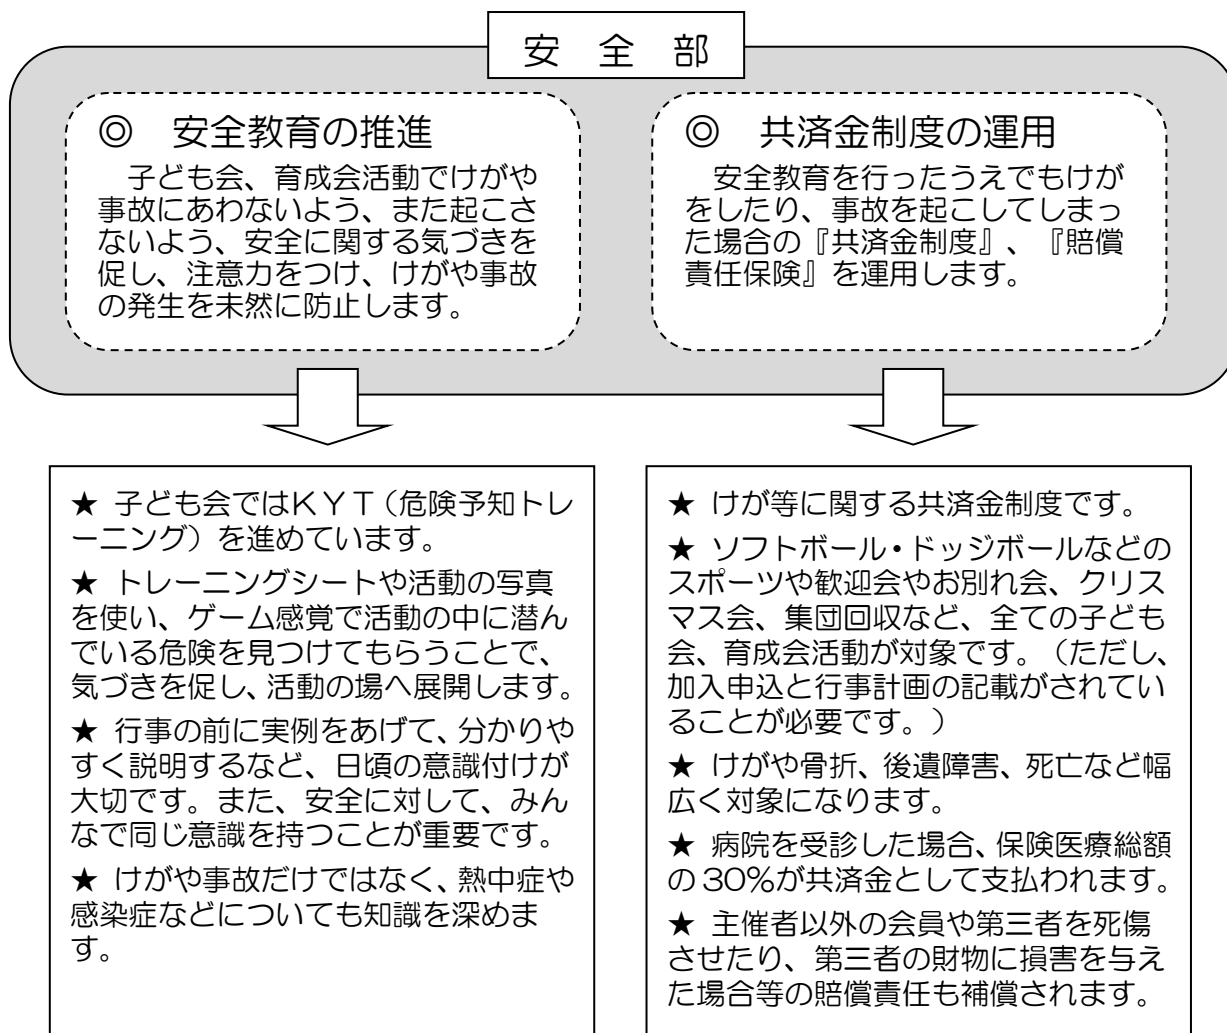 安　全　部
◎　安全教育の推進
　子ども会、育成会活動でけがや
事故にあわないよう、また起こさ
ないよう、安全に関する気づきを
促し、注意力をつけ、けがや事故
の発生を未然に防止します。
◎　共済金制度の運用
　安全教育を行ったうえでもけが
をしたり、事故を起こしてしまっ
た場合の『共済金制度』、『賠償
責任保険』を運用します。
★ 子ども会ではＫＹＴ（危険予知トレ
ーニング）を進めています。
★ トレーニングシートや活動の写真
を使い、ゲーム感覚で活動の中に潜ん
でいる危険を見つけてもらうことで、
気づきを促し、活動の場へ展開します。
★ 行事の前に実例をあげて、分かりや
すく説明するなど、日頃の意識付けが
大切です。また、安全に対して、みん
なで同じ意識を持つことが重要です。
★ けがや事故だけではなく、熱中症や
感染症などについても知識を深めま
す。
★ けが等に関する共済金制度です。
★ ソフトボール・ドッジボールなどの
スポーツや歓迎会やお別れ会、クリス
マス会、集団回収など、全ての子ども
会、育成会活動が対象です。（ただし、
加入申込と行事計画の記載がされてい
ることが必要です。）
★ けがや骨折、後遺障害、死亡など幅
広く対象になります。
★ 病院を受診した場合、保険医療総額
の 30％が共済金として支払われます。
★ 主催者以外の会員や第三者を死傷
させたり、第三者の財物に損害を与え
た場合等の賠償責任も補償されます。